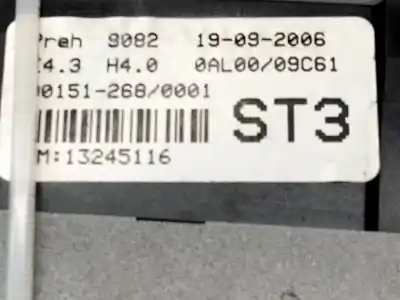 Preh 9082 19-09-2006
4.3 H4.0 0AL00/09C61
0151-268/0001
ST3
M:13245116